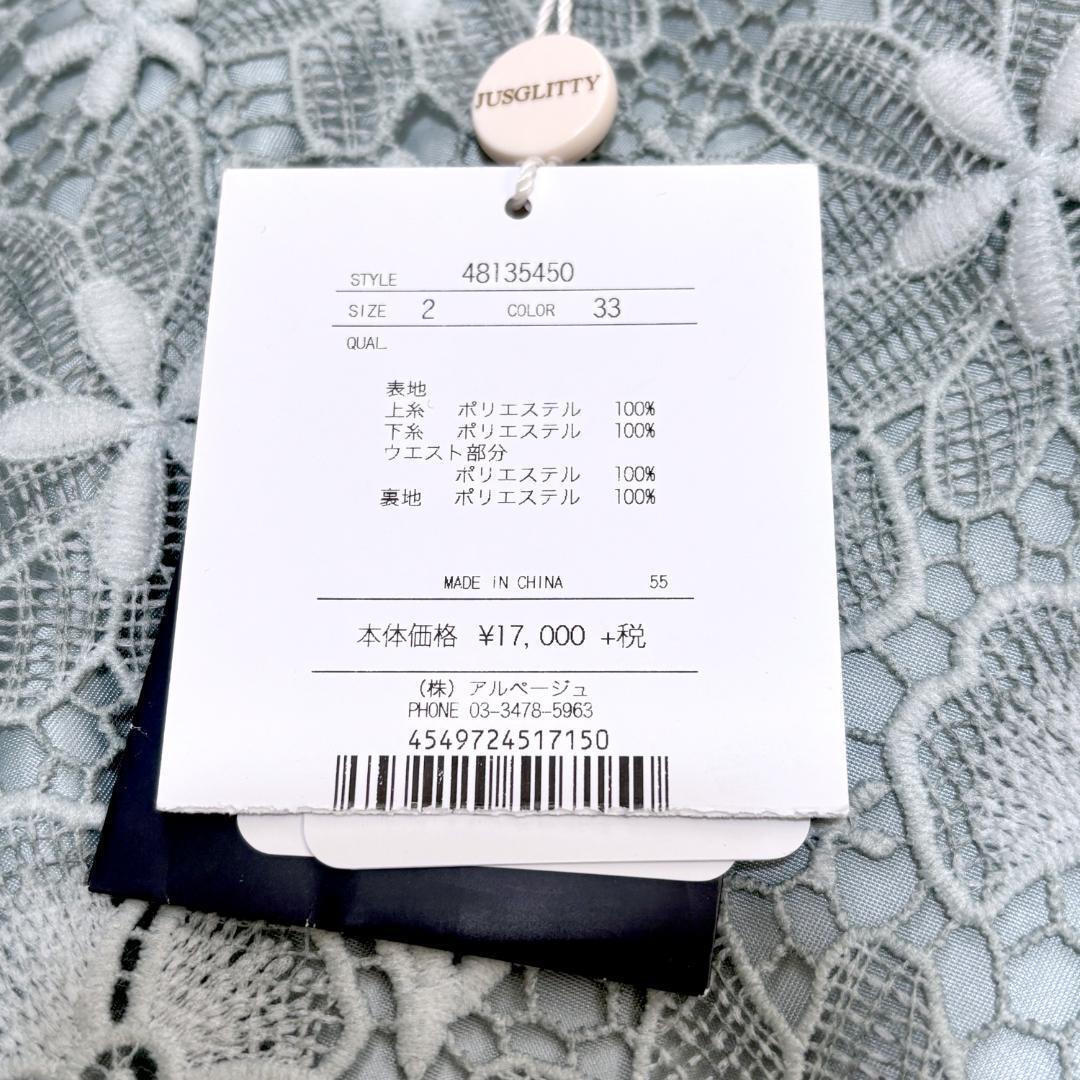 JUSGLITTY
STYLE 48135450
SIZE 2 COLOR 33
QUAL
表地
上糸 ポリエステル 100%
下糸 ポリエステル 100%
ウエスト部分
ポリエステル 100%
裏地 ポリエステル 100%
MADE IN CHINA 55
本体価格 ¥17,000 +税
(株) アルページュ
PHONE 03-3478-5963
4549724517150